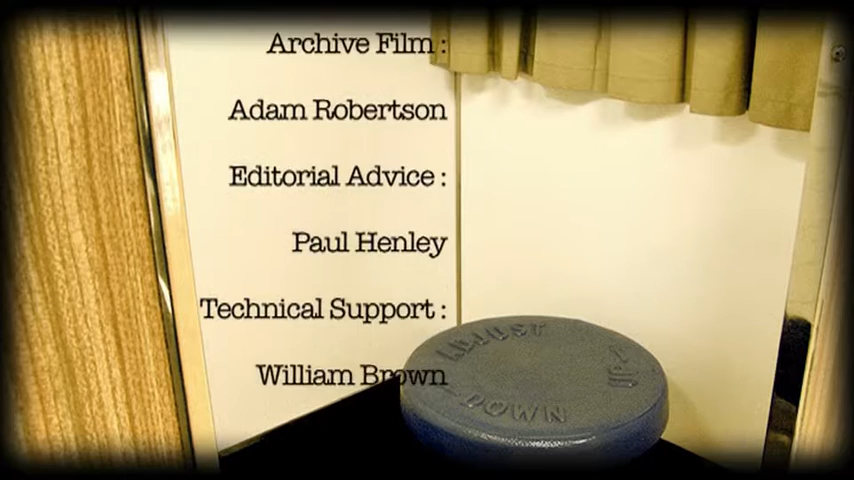 Archive Film :
Adam Robertson
Editorial Advice :
Paul Henley
Technical Support :
William Brown
ADJUST
UP
DOWN